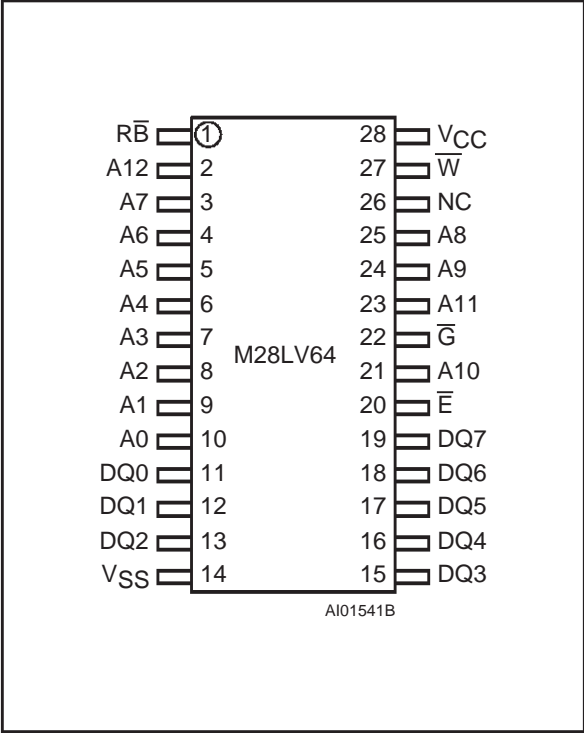 RB̅ 1 28 VCC
A12 2 27 W̅
A7 3 26 NC
A6 4 25 A8
A5 5 24 A9
A4 6 23 A11
A3 7 22 G̅
M28LV64
A2 8 21 A10
A1 9 20 E̅
A0 10 19 DQ7
DQ0 11 18 DQ6
DQ1 12 17 DQ5
DQ2 13 16 DQ4
VSS 14 15 DQ3
AI01541B